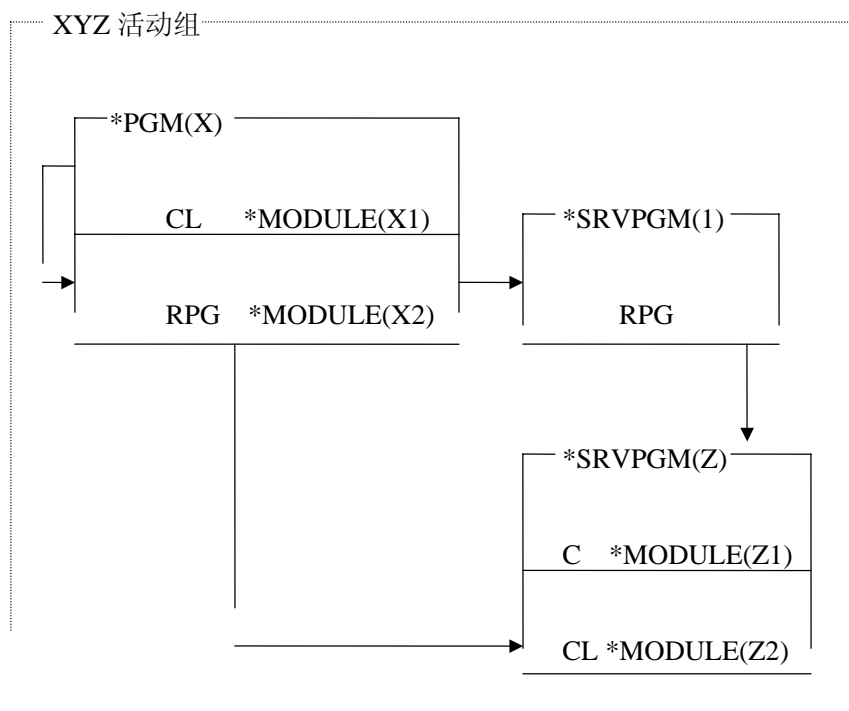 XYZ 活动组
*PGM(X)
CL *MODULE(X1)
RPG *MODULE(X2)
*SRVPGM(1)
RPG
*SRVPGM(Z)
C *MODULE(Z1)
CL *MODULE(Z2)